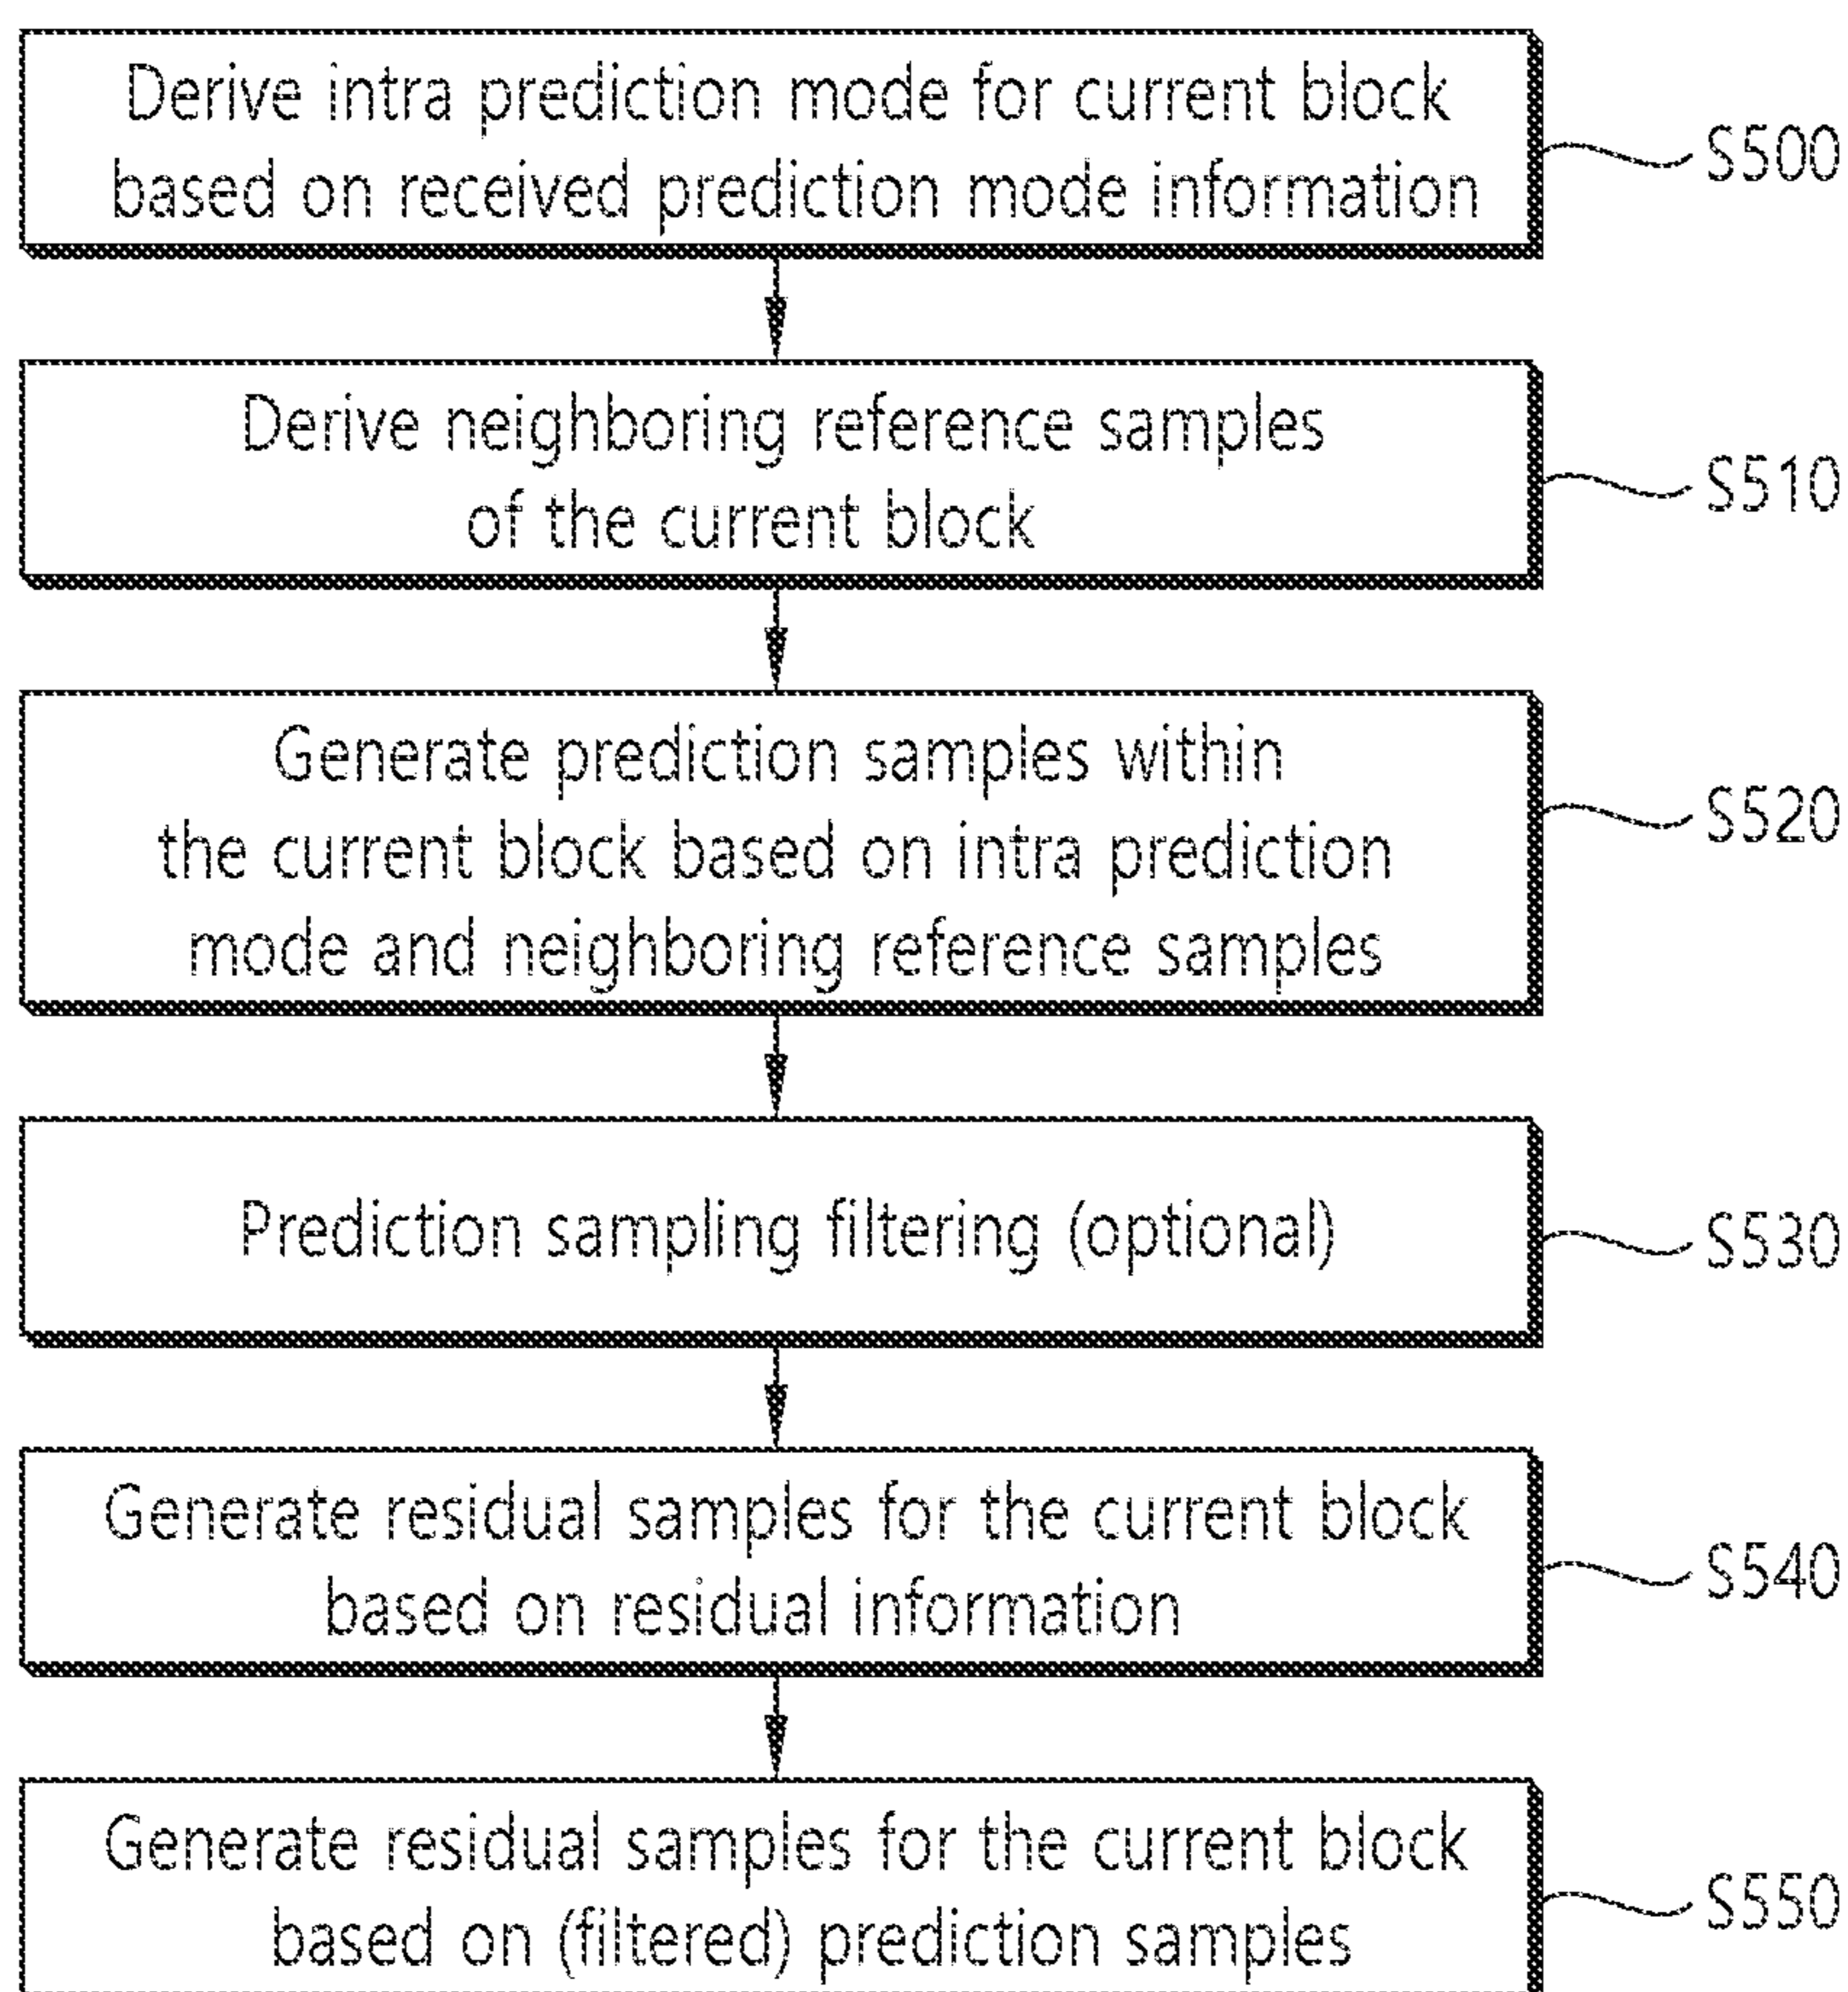 Derive intra prediction mode for current block
based on received prediction mode information
S500
Derive neighboring reference samples
of the current block
S510
Generate prediction samples within
the current block based on intra prediction
mode and neighboring reference samples
S520
Prediction sampling filtering (optional)
S530
Generate residual samples for the current block
based on residual information
S540
Generate residual samples for the current block
based on (filtered) prediction samples
S550